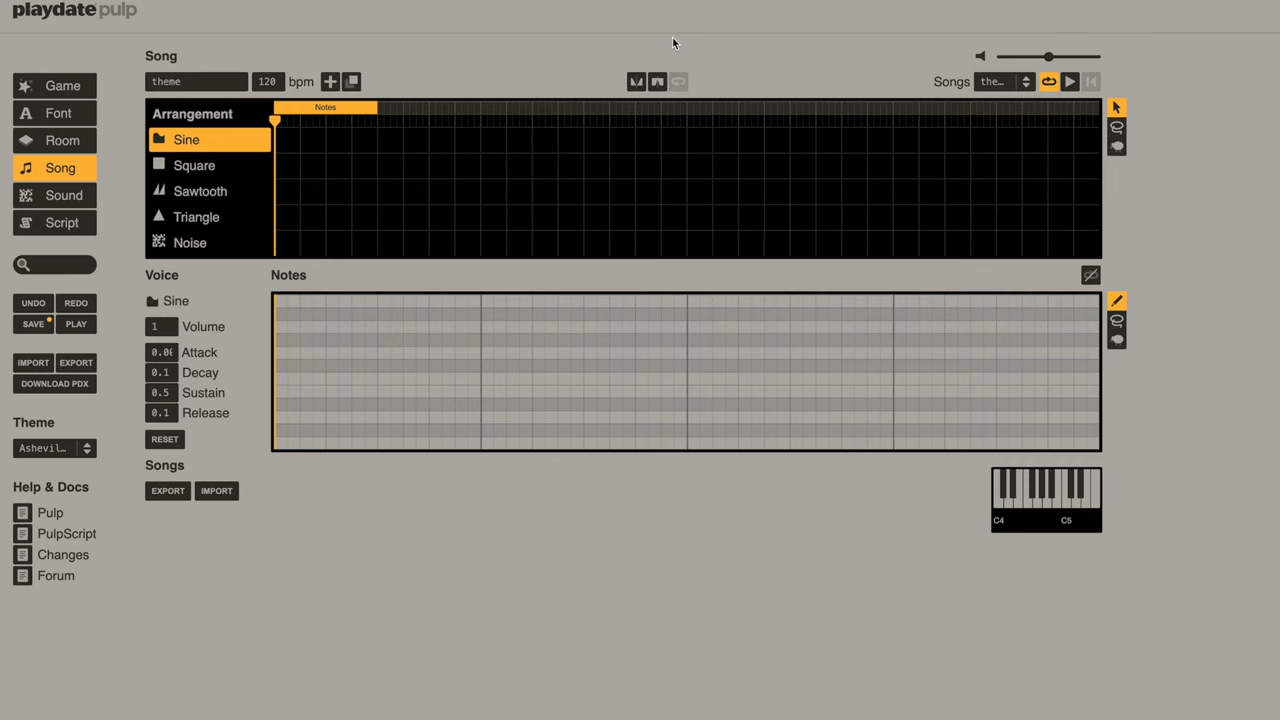 playdate pulp
Song
theme 120 bpm Songs the...
Game
Font
Room
Song
Sound
Script
Arrangement Notes
Sine
Square
Sawtooth
Triangle
Noise
UNDO REDO
SAVE PLAY
IMPORT EXPORT
DOWNLOAD PDX
Theme
Ashevil...
Help & Docs
Pulp
PulpScript
Changes
Forum
Voice Notes
Sine
1 Volume
Attack
0.1 Decay
0.5 Sustain
0.1 Release
RESET
Songs
EXPORT IMPORT
C4 C5